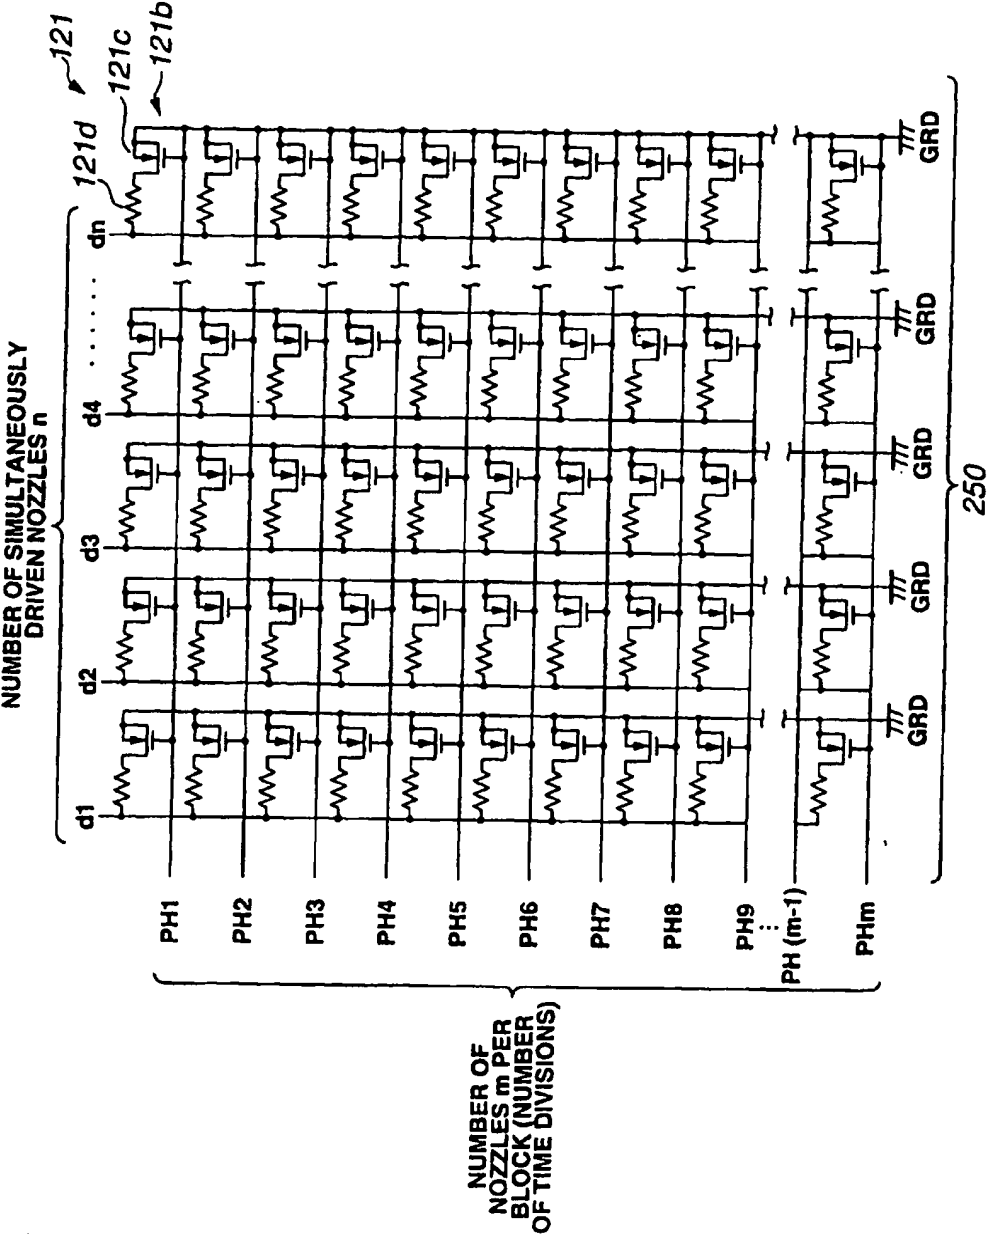 121
121c
121b
121d
NUMBER OF SIMULTANEOUSLY
DRIVEN NOZZLES n
d1
d2
d3
d4
......
dn
PH1
PH2
PH3
PH4
PH5
PH6
PH7
PH8
PH9
...
PH (m-1)
PHm
NUMBER OF
NOZZLES m PER
BLOCK (NUMBER
OF TIME DIVISIONS)
GRD
GRD
GRD
GRD
GRD
250